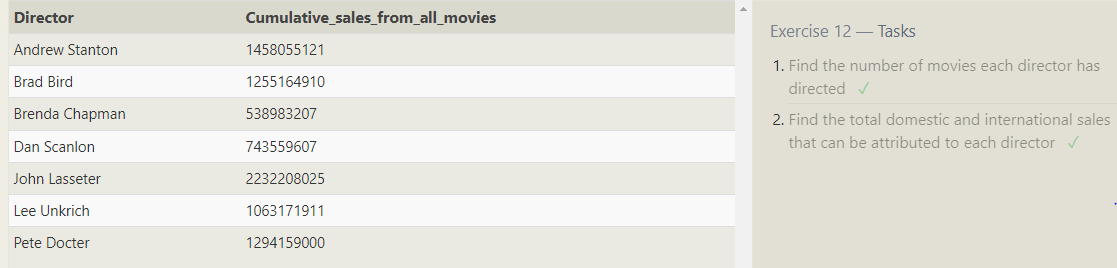 Director Cumulative_sales_from_all_movies
Andrew Stanton 1458055121
Brad Bird 1255164910
Brenda Chapman 538983207
Dan Scanlon 743559607
John Lasseter 2232208025
Lee Unkrich 1063171911
Pete Docter 1294159000
Exercise 12 — Tasks
1. Find the number of movies each director has
directed ✓
2. Find the total domestic and international sales
that can be attributed to each director ✓